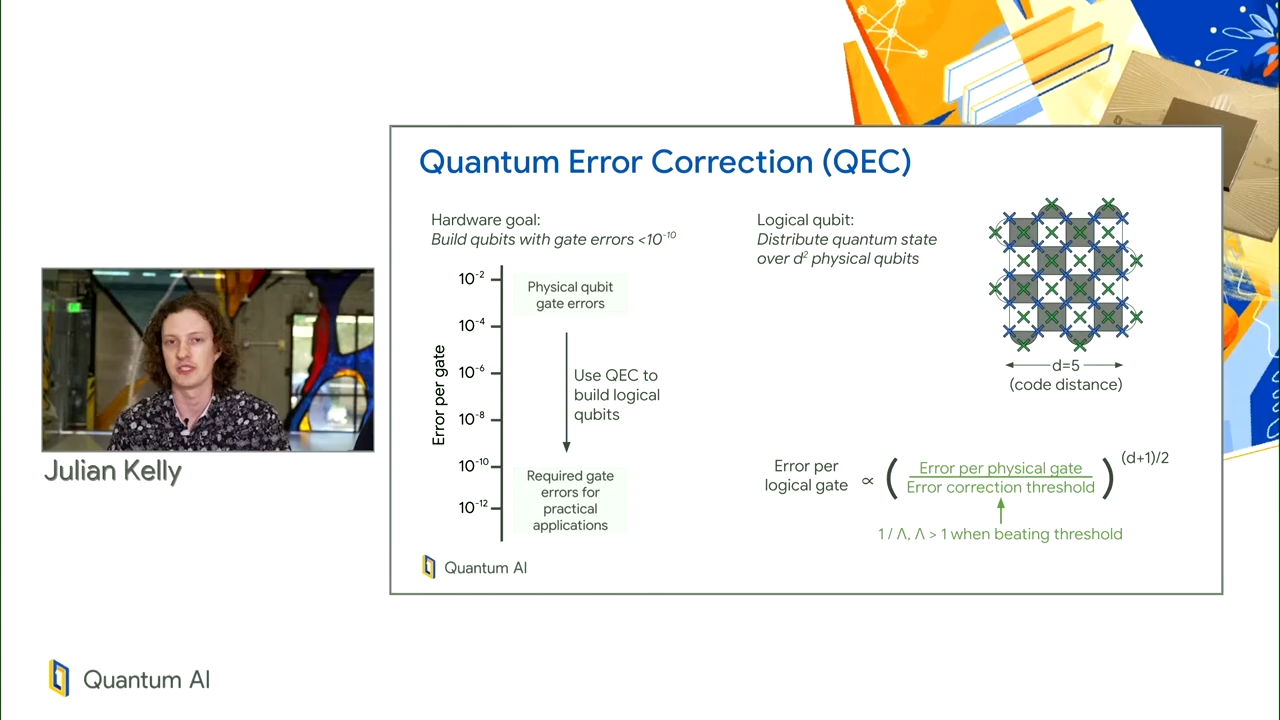 Quantum Error Correction (QEC)
Hardware goal:
Build qubits with gate errors <10⁻¹⁰
Error per gate
10⁻²
10⁻⁴
10⁻⁶
10⁻⁸
10⁻¹⁰
10⁻¹²
Physical qubit
gate errors
Use QEC to
build logical
qubits
Required gate
errors for
practical
applications
Logical qubit:
Distribute quantum state
over d² physical qubits
d=5
(code distance)
Error per
logical gate
∝
(
Error per physical gate
Error correction threshold
)
(d+1)/2
1 / Λ, Λ > 1 when beating threshold
Quantum AI
Julian Kelly
Quantum AI